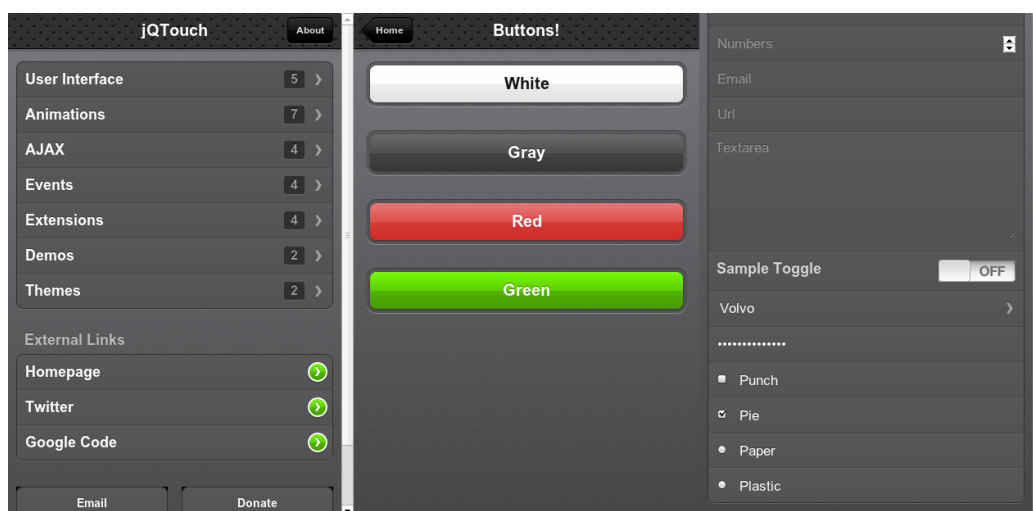 jQTouch
About
User Interface 5
Animations 7
AJAX 4
Events 4
Extensions 4
Demos 2
Themes 2
External Links
Homepage
Twitter
Google Code
Email Donate
Home
Buttons!
White
Gray
Red
Green
Numbers
Email
Url
Textarea
Sample Toggle OFF
Volvo
••••••••••••••
Punch
Pie
Paper
Plastic